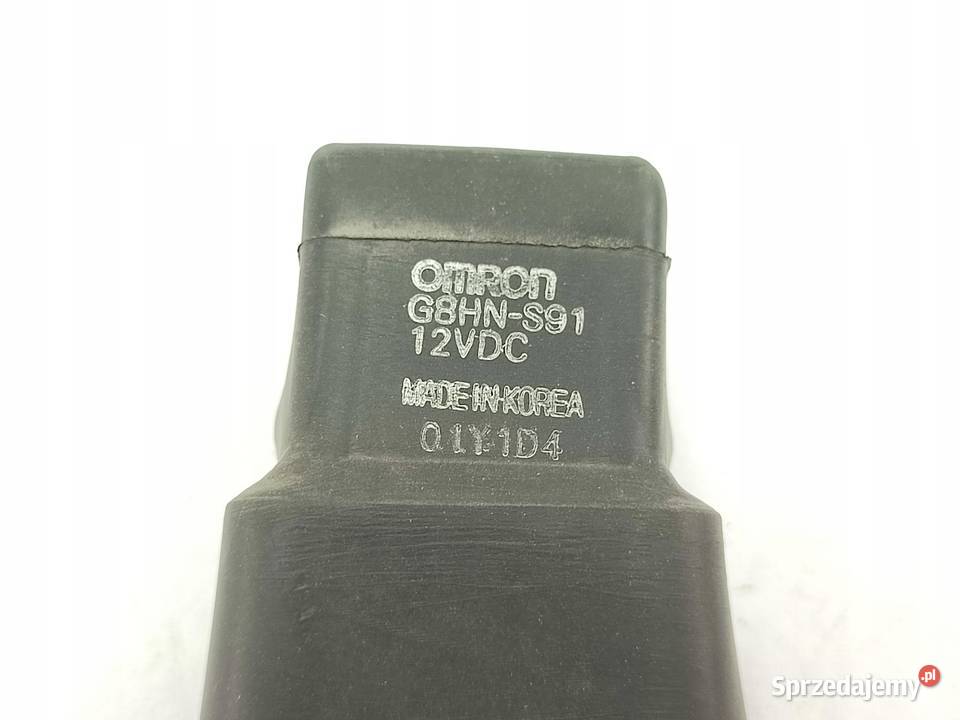 OMRON
G8HN-S91
12VDC
MADE IN KOREA
01Y1D4
Sprzedajemy.pl